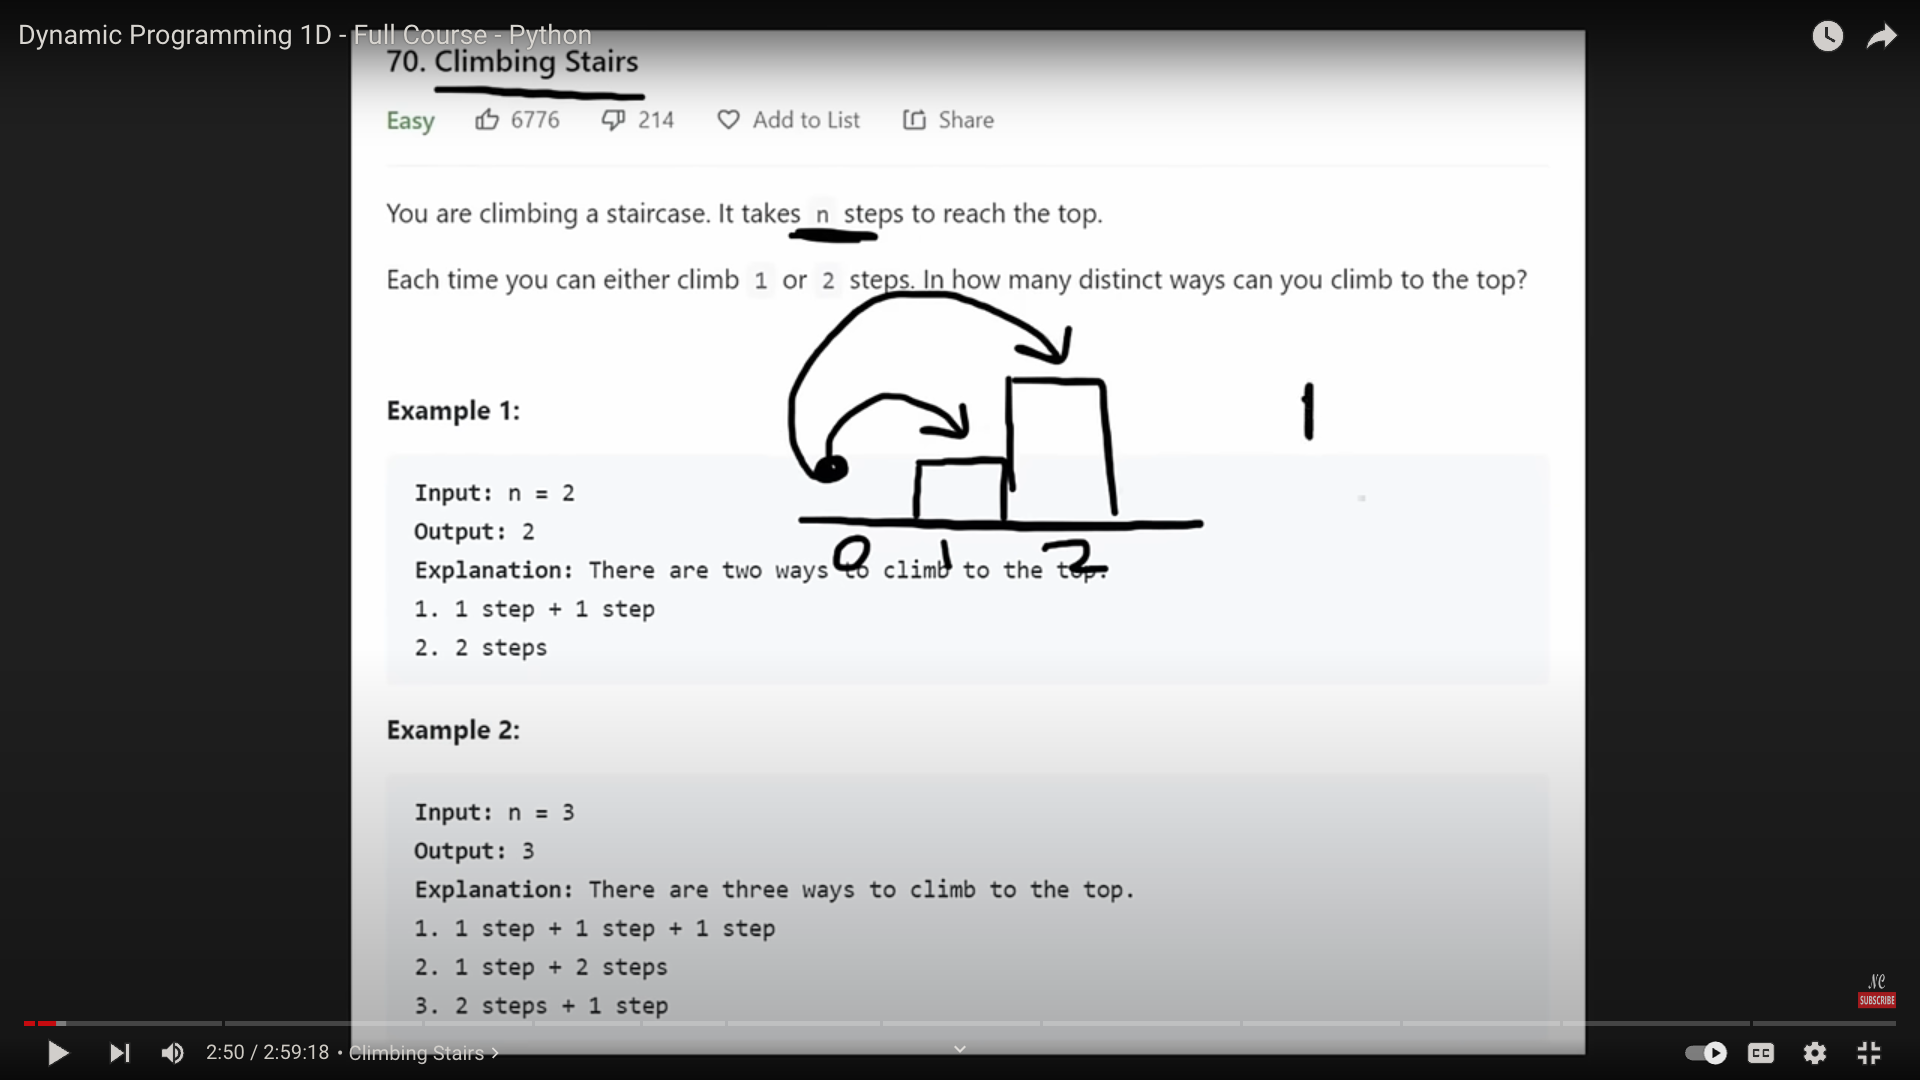 Dynamic Programming 1D - Full Course - Python
70. Climbing Stairs
Easy 6776 214 Add to List Share
You are climbing a staircase. It takes n steps to reach the top.
Each time you can either climb 1 or 2 steps. In how many distinct ways can you climb to the top?
1
Example 1:
Input: n = 2
Output: 2
0 1 2
Explanation: There are two ways to climb to the top.
1. 1 step + 1 step
2. 2 steps
Example 2:
Input: n = 3
Output: 3
Explanation: There are three ways to climb to the top.
1. 1 step + 1 step + 1 step
2. 1 step + 2 steps
3. 2 steps + 1 step
NC
SUBSCRIBE
2:50 / 2:59:18 • Climbing Stairs
CC